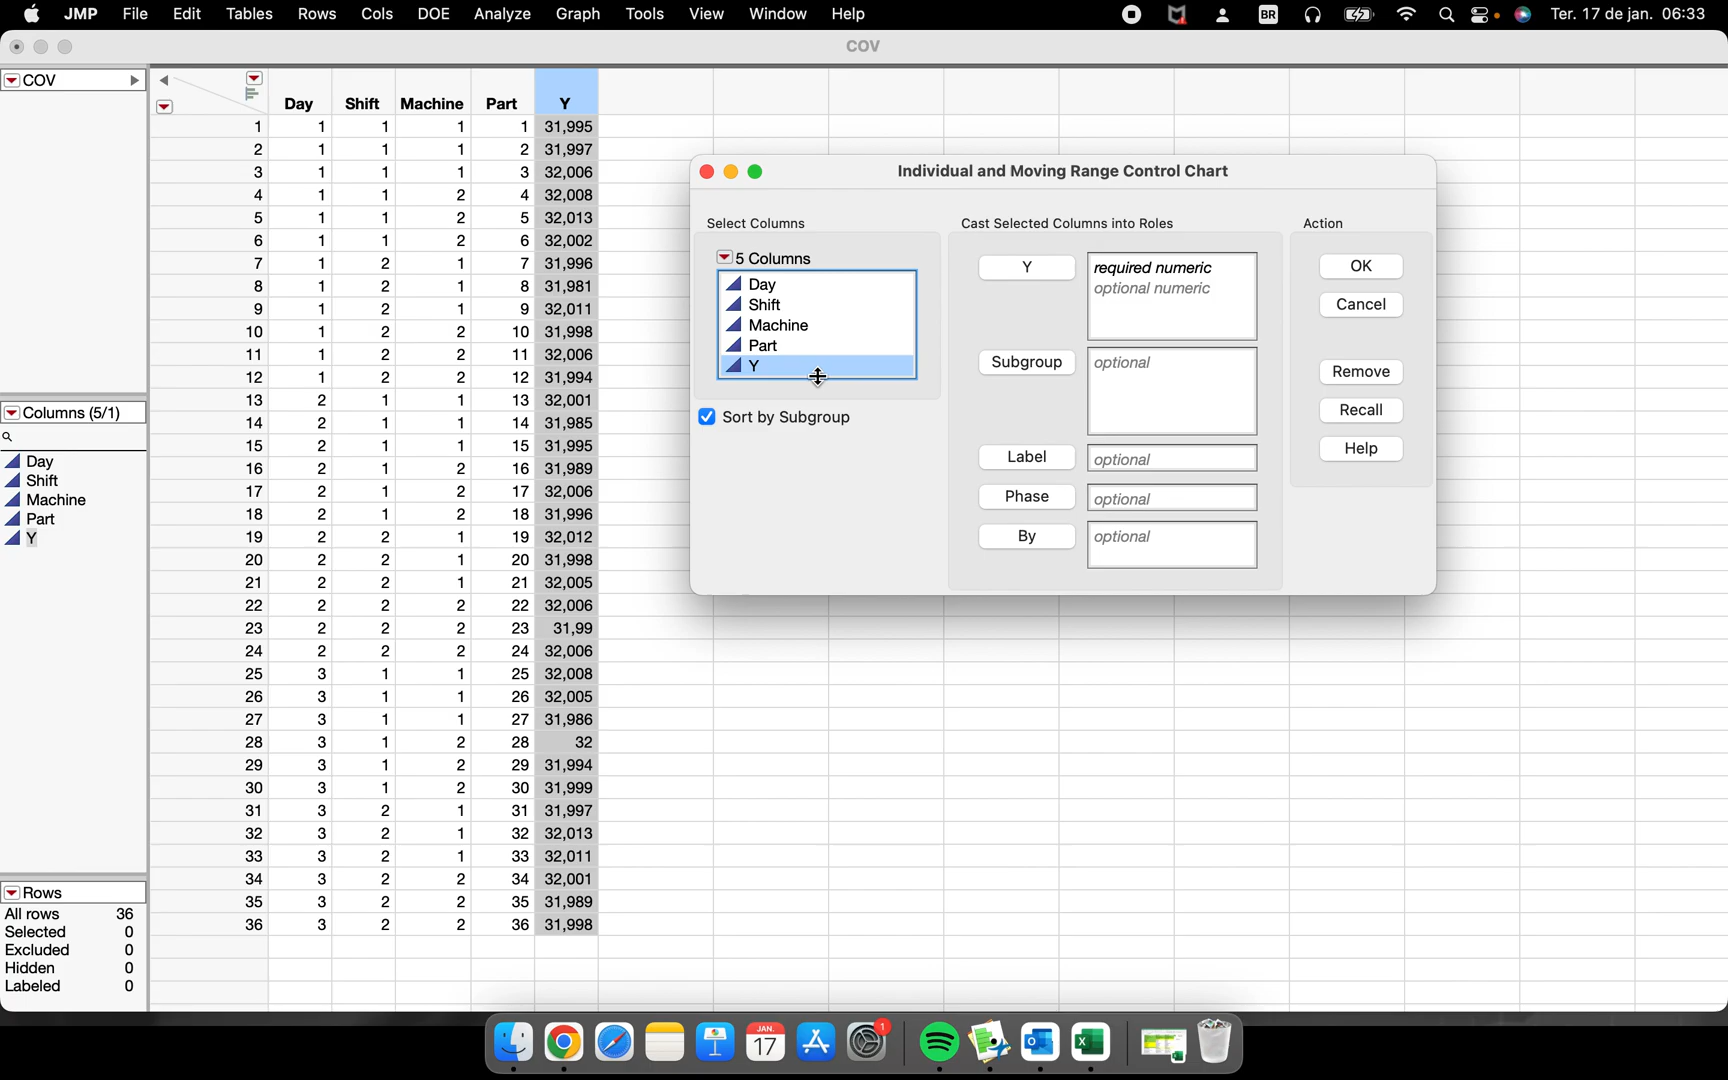 JMP File Edit Tables Rows Cols DOE Analyze Graph Tools View Window Help BR Ter. 17 de jan. 06:33
COV
COV
Day Shift Machine Part Y
1 1 1 1 1 31,995
2 1 1 1 2 31,997
3 1 1 1 3 32,006
4 1 1 2 4 32,008
5 1 1 2 5 32,013
6 1 1 2 6 32,002
7 1 2 1 7 31,996
8 1 2 1 8 31,981
9 1 2 1 9 32,011
10 1 2 2 10 31,998
11 1 2 2 11 32,006
12 1 2 2 12 31,994
13 2 1 1 13 32,001
14 2 1 1 14 31,985
15 2 1 1 15 31,995
16 2 1 2 16 31,989
17 2 1 2 17 32,006
18 2 1 2 18 31,996
19 2 2 1 19 32,012
20 2 2 1 20 31,998
21 2 2 1 21 32,005
22 2 2 2 22 32,006
23 2 2 2 23 31,99
24 2 2 2 24 32,006
25 3 1 1 25 32,008
26 3 1 1 26 32,005
27 3 1 1 27 31,986
28 3 1 2 28 32
29 3 1 2 29 31,994
30 3 1 2 30 31,999
31 3 2 1 31 31,997
32 3 2 1 32 32,013
33 3 2 1 33 32,011
34 3 2 2 34 32,001
35 3 2 2 35 31,989
36 3 2 2 36 31,998
Columns (5/1)
Day
Shift
Machine
Part
Y
Rows
All rows 36
Selected 0
Excluded 0
Hidden 0
Labeled 0
Individual and Moving Range Control Chart
Select Columns
5 Columns
Day
Shift
Machine
Part
Y
Sort by Subgroup
Cast Selected Columns into Roles
Y required numeric
optional numeric
Subgroup optional
Label optional
Phase optional
By optional
Action
OK
Cancel
Remove
Recall
Help
JAN.
17
1